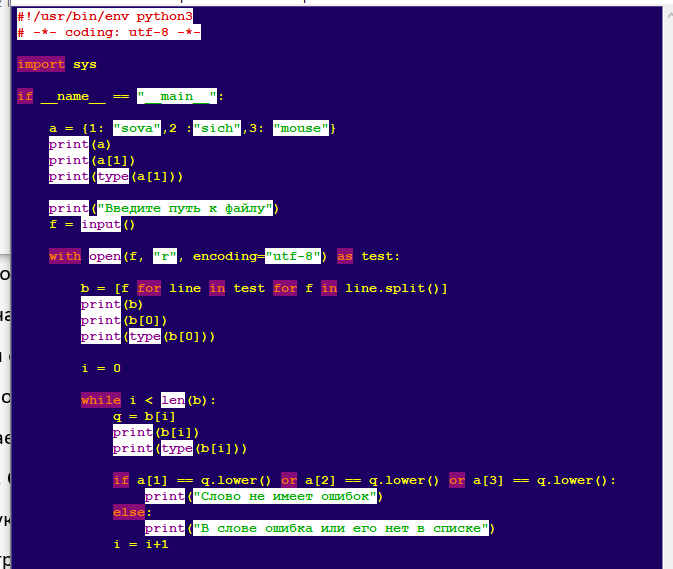 #!/usr/bin/env python3
# -*- coding: utf-8 -*-
import sys
if __name__ == "__main__":
a = {1: "sova",2 :"sich",3: "mouse"}
print(a)
print(a[1])
print(type(a[1]))
print("Введите путь к файлу")
f = input()
with open(f, "r", encoding="utf-8") as test:
b = [f for line in test for f in line.split()]
print(b)
print(b[0])
print(type(b[0]))
i = 0
while i < len(b):
q = b[i]
print(b[i])
print(type(b[i]))
if a[1] == q.lower() or a[2] == q.lower() or a[3] == q.lower():
print("Слово не имеет ошибок")
else:
print("В слове ошибка или его нет в списке")
i = i+1